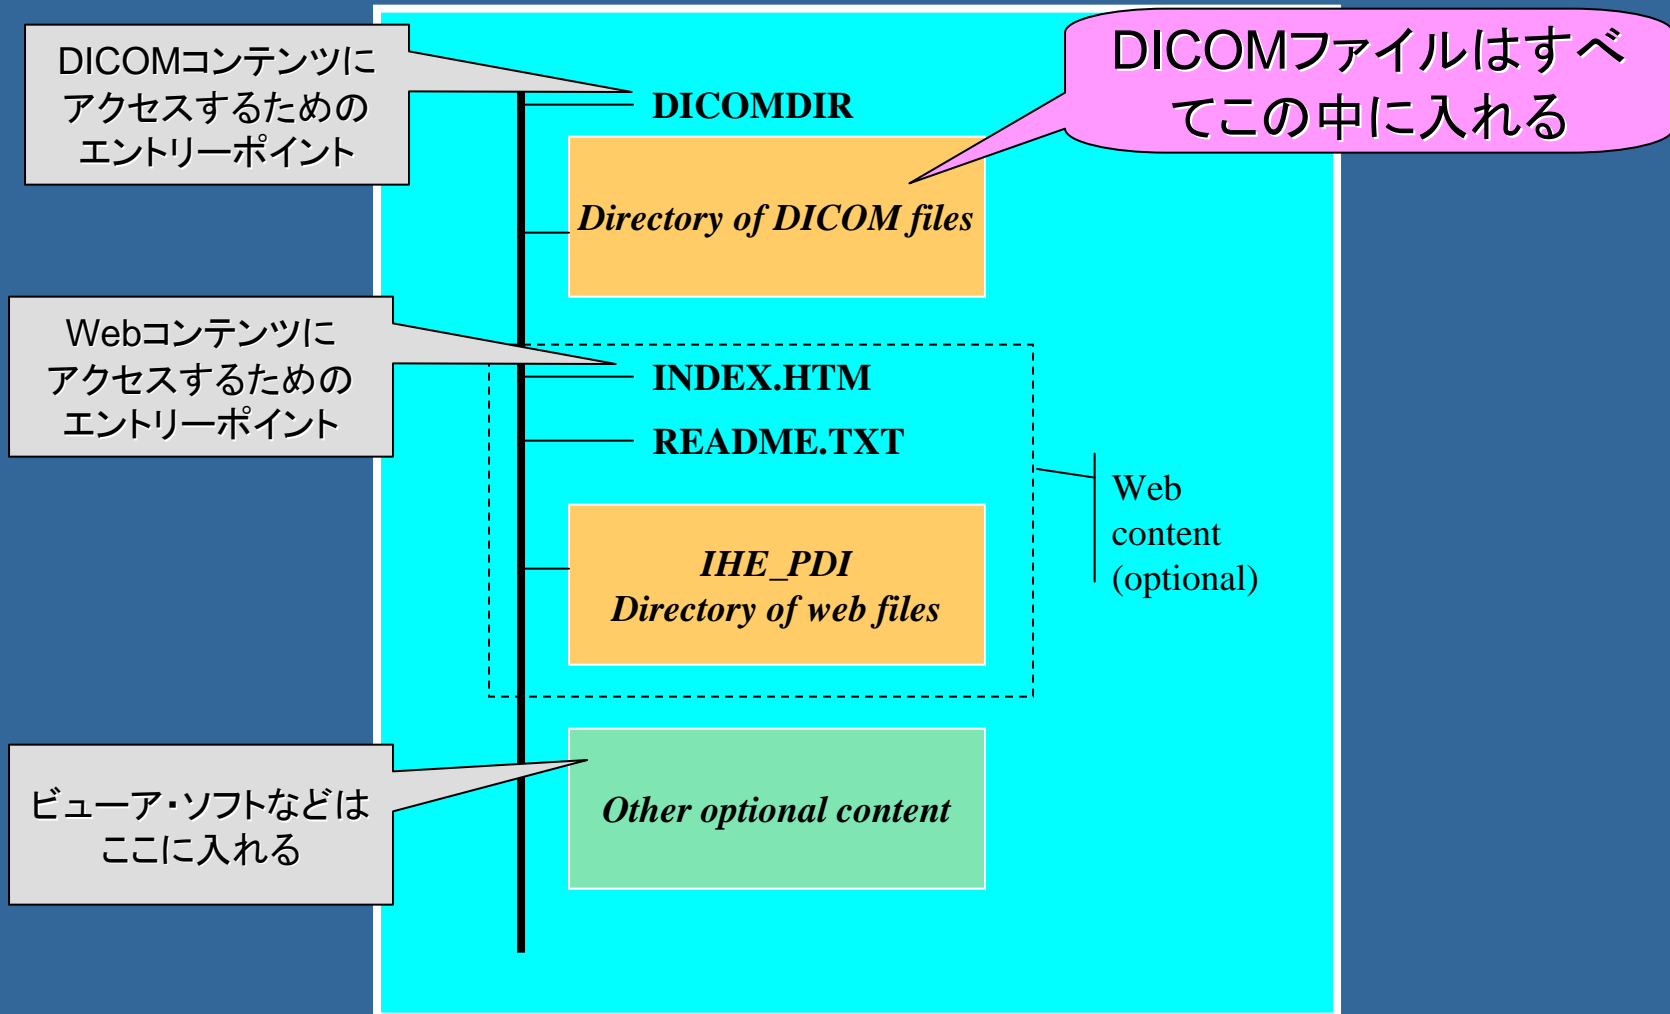 DICOMコンテンツに
アクセスするための
エントリーポイント
DICOMファイルはすべ
てこの中に入れる
DICOMDIR
Directory of DICOM files
Webコンテンツに
アクセスするための
エントリーポイント
INDEX.HTM
README.TXT
Web
content
(optional)
IHE_PDI
Directory of web files
ビューア・ソフトなどは
ここに入れる
Other optional content